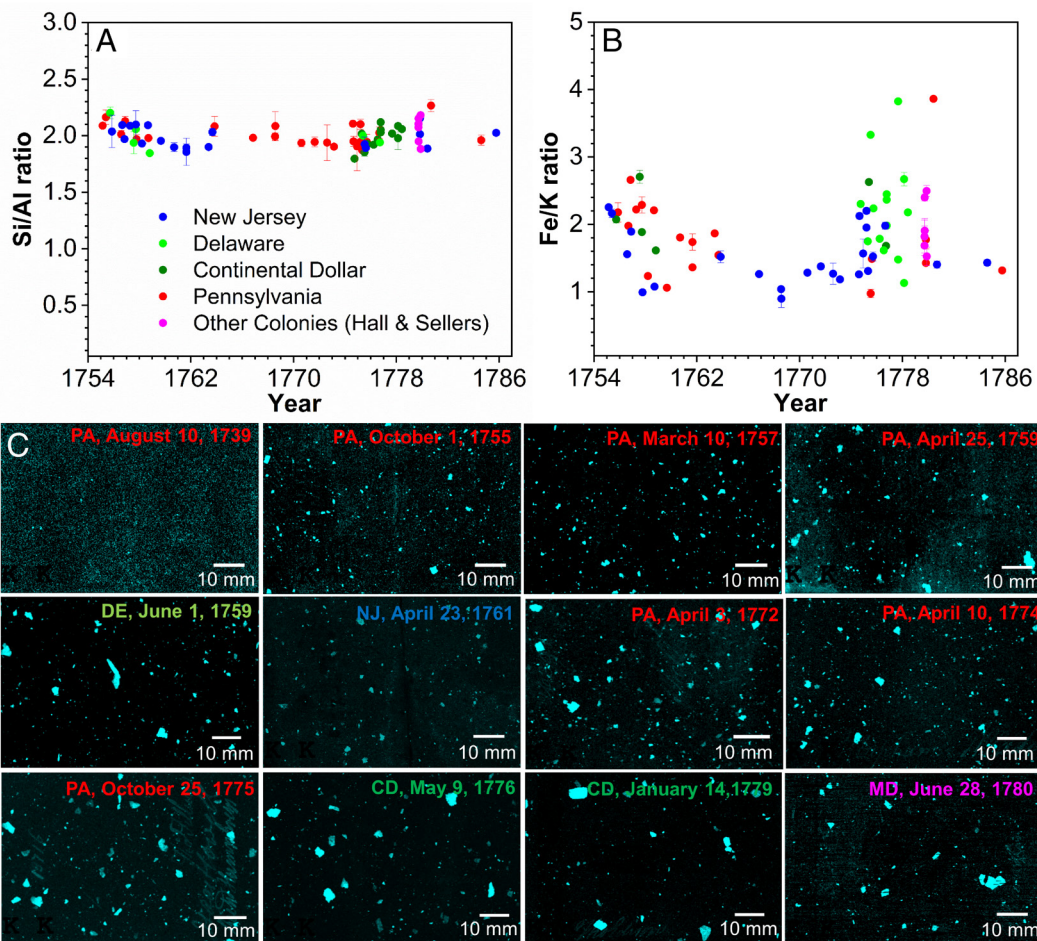 A
Si/Al ratio
3.0
2.5
2.0
1.5
1.0
0.5
New Jersey
Delaware
Continental Dollar
Pennsylvania
Other Colonies (Hall & Sellers)
1754 1762 1770 1778 1786
Year
B
Fe/K ratio
5
4
3
2
1
1754 1762 1770 1778 1786
Year
C
PA, August 10, 1739
K K
10 mm
PA, October 1, 1755
K K
10 mm
PA, March 10, 1757
10 mm
PA, April 25, 1759
K K
10 mm
DE, June 1, 1759
10 mm
NJ, April 23, 1761
K K
10 mm
PA, April 3, 1772
10 mm
PA, April 10, 1774
10 mm
PA, October 25, 1775
K K
10 mm
CD, May 9, 1776
10 mm
CD, January 14,1779
10 mm
MD, June 28, 1780
K K
10 mm